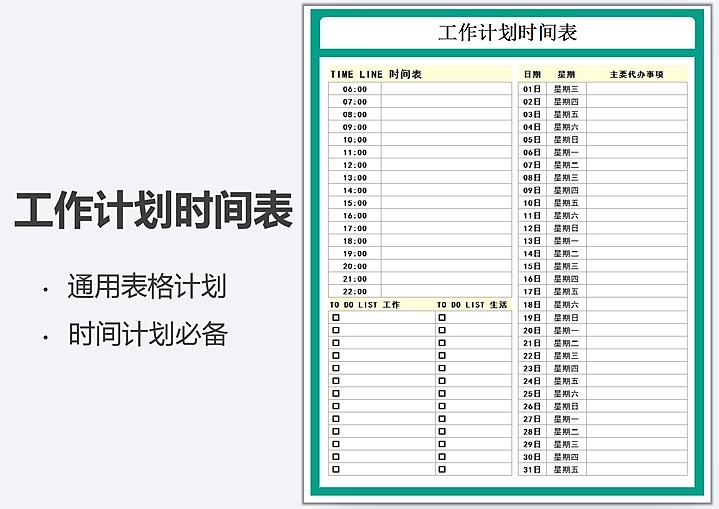 工作计划时间表
· 通用表格计划
· 时间计划必备
工作计划时间表
TIME LINE 时间表
06:00
07:00
08:00
09:00
10:00
11:00
12:00
13:00
14:00
15:00
16:00
17:00
18:00
19:00
20:00
21:00
22:00
TO DO LIST 工作 TO DO LIST 生活
日期 星期 主要代办事项
01日 星期三
02日 星期四
03日 星期五
04日 星期六
05日 星期日
06日 星期一
07日 星期二
08日 星期三
09日 星期四
10日 星期五
11日 星期六
12日 星期日
13日 星期一
14日 星期二
15日 星期三
16日 星期四
17日 星期五
18日 星期六
19日 星期日
20日 星期一
21日 星期二
22日 星期三
23日 星期四
24日 星期五
25日 星期六
26日 星期日
27日 星期一
28日 星期二
29日 星期三
30日 星期四
31日 星期五